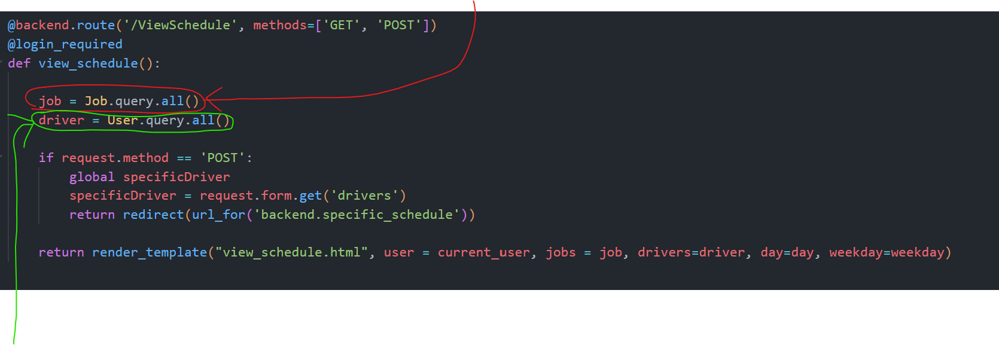 @backend.route('/ViewSchedule', methods=['GET', 'POST'])
@login_required
def view_schedule():
job = Job.query.all()
driver = User.query.all()
if request.method == 'POST':
global specificDriver
specificDriver = request.form.get('drivers')
return redirect(url_for('backend.specific_schedule'))
return render_template("view_schedule.html", user = current_user, jobs = job, drivers=driver, day=day, weekday=weekday)